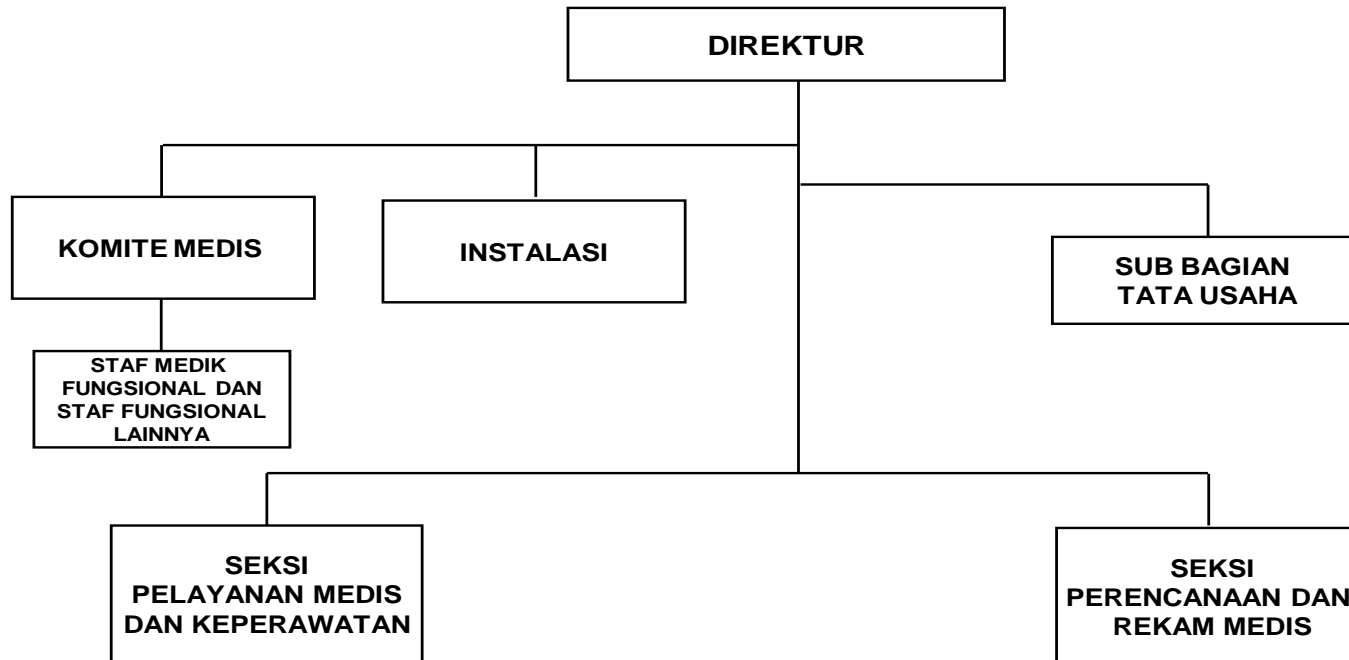 DIREKTUR
KOMITE MEDIS
INSTALASI
SUB BAGIAN
TATA USAHA
STAF MEDIK
FUNGSIONAL DAN
STAF FUNGSIONAL
LAINNYA
SEKSI
PELAYANAN MEDIS
DAN KEPERAWATAN
SEKSI
PERENCANAAN DAN
REKAM MEDIS